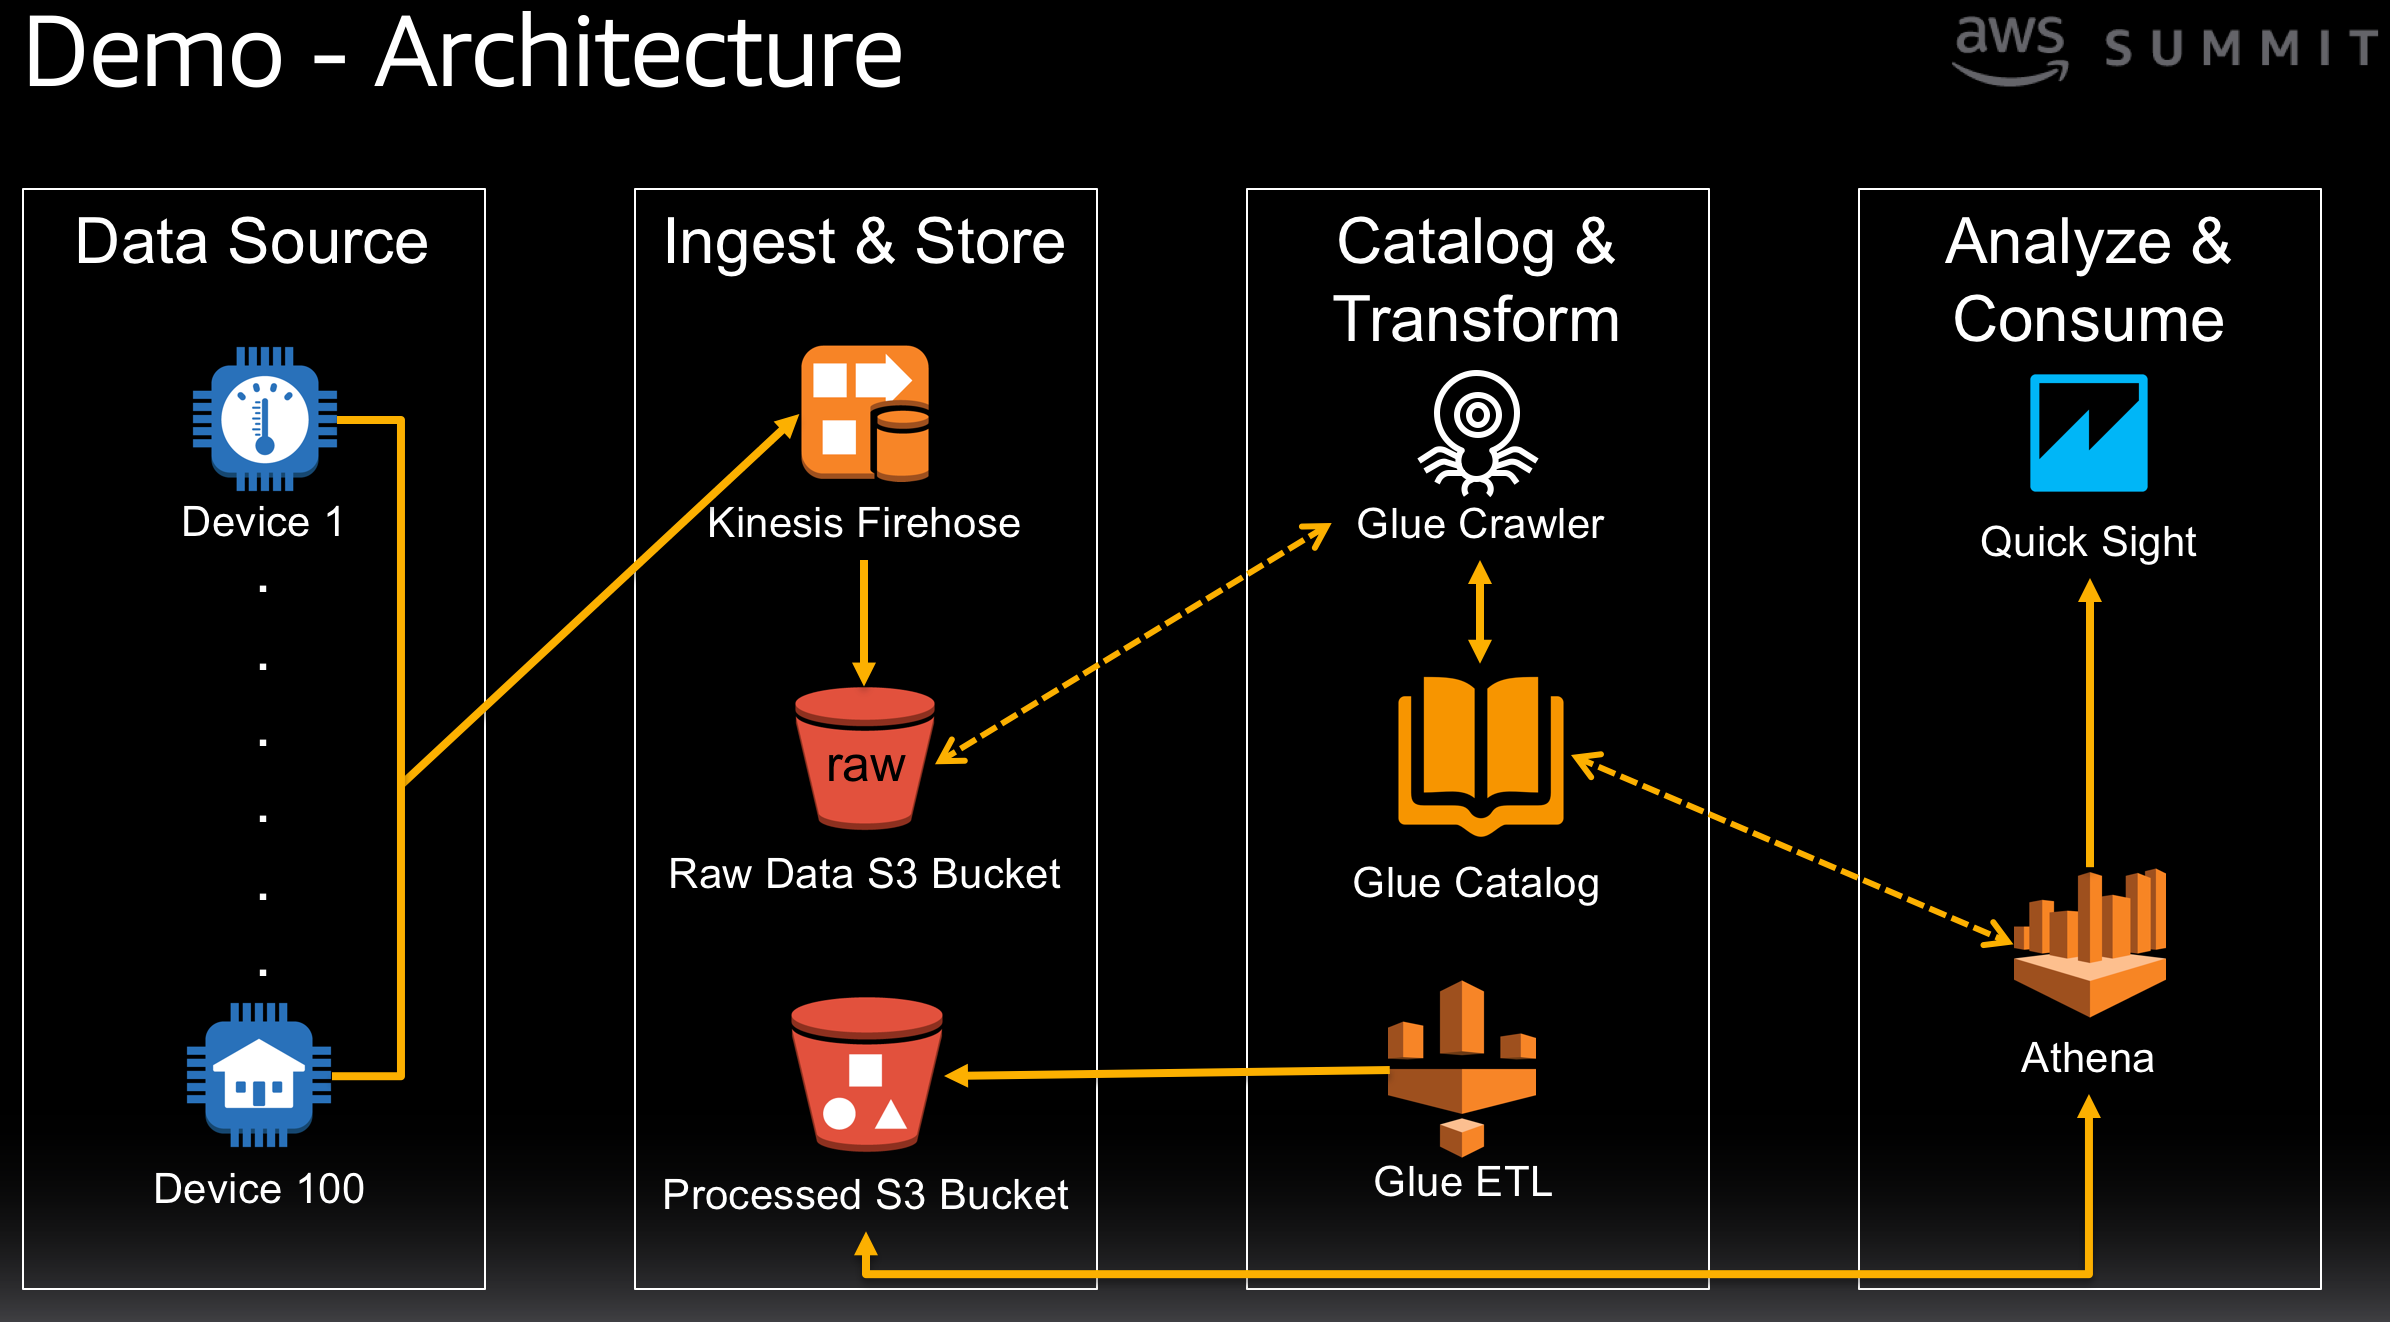 Demo - Architecture
aws SUMMIT
Data Source
Device 1
.
.
.
.
.
.
Device 100
Ingest & Store
Kinesis Firehose
raw
Raw Data S3 Bucket
Processed S3 Bucket
Catalog &
Transform
Glue Crawler
Glue Catalog
Glue ETL
Analyze &
Consume
Quick Sight
Athena